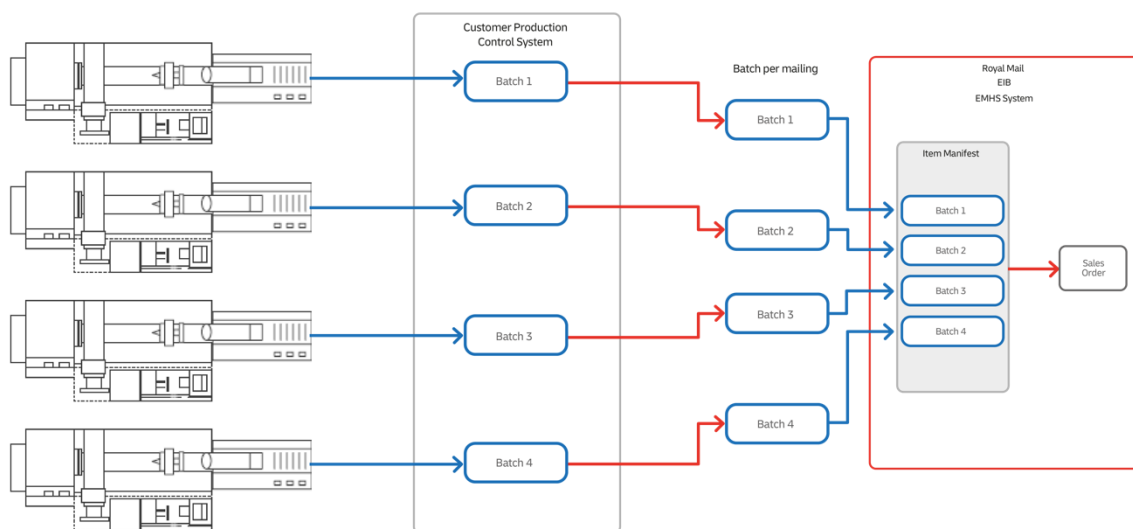 Customer Production
Control System
Batch 1
Batch 2
Batch 3
Batch 4
Batch per mailing
Batch 1
Batch 2
Batch 3
Batch 4
Royal Mail
EIB
EMHS System
Item Manifest
Batch 1
Batch 2
Batch 3
Batch 4
Sales
Order